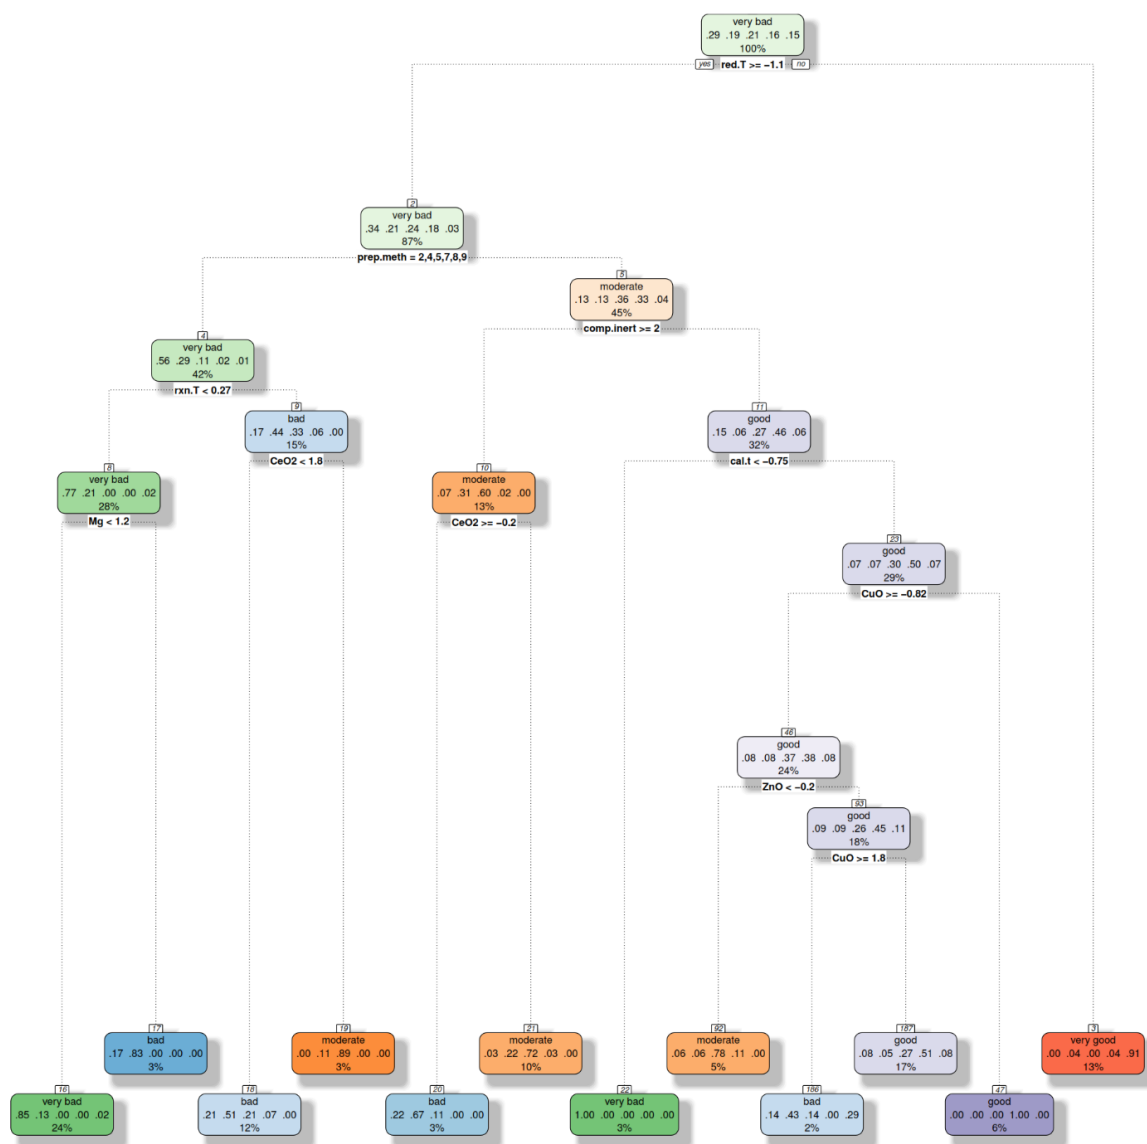 very bad
.29 .19 .21 .16 .15
100%
yes red.T >= −1.1 no
2
very bad
.34 .21 .24 .18 .03
87%
prep.meth = 2,4,5,7,8,9
5
moderate
.13 .13 .36 .33 .04
45%
comp.inert >= 2
4
very bad
.56 .29 .11 .02 .01
42%
rxn.T < 0.27
9
bad
.17 .44 .33 .06 .00
15%
CeO2 < 1.8
11
good
.15 .06 .27 .46 .06
32%
cal.t < −0.75
8
very bad
.77 .21 .00 .00 .02
28%
Mg < 1.2
10
moderate
.07 .31 .60 .02 .00
13%
CeO2 >= −0.2
23
good
.07 .07 .30 .50 .07
29%
CuO >= −0.82
46
good
.08 .08 .37 .38 .08
24%
ZnO < −0.2
93
good
.09 .09 .26 .45 .11
18%
CuO >= 1.8
17
bad
.17 .83 .00 .00 .00
3%
19
moderate
.00 .11 .89 .00 .00
3%
21
moderate
.03 .22 .72 .03 .00
10%
92
moderate
.06 .06 .78 .11 .00
5%
187
good
.08 .05 .27 .51 .08
17%
3
very good
.00 .04 .00 .04 .91
13%
16
very bad
.85 .13 .00 .00 .02
24%
18
bad
.21 .51 .21 .07 .00
12%
20
bad
.22 .67 .11 .00 .00
3%
22
very bad
1.00 .00 .00 .00 .00
3%
186
bad
.14 .43 .14 .00 .29
2%
47
good
.00 .00 .00 1.00 .00
6%